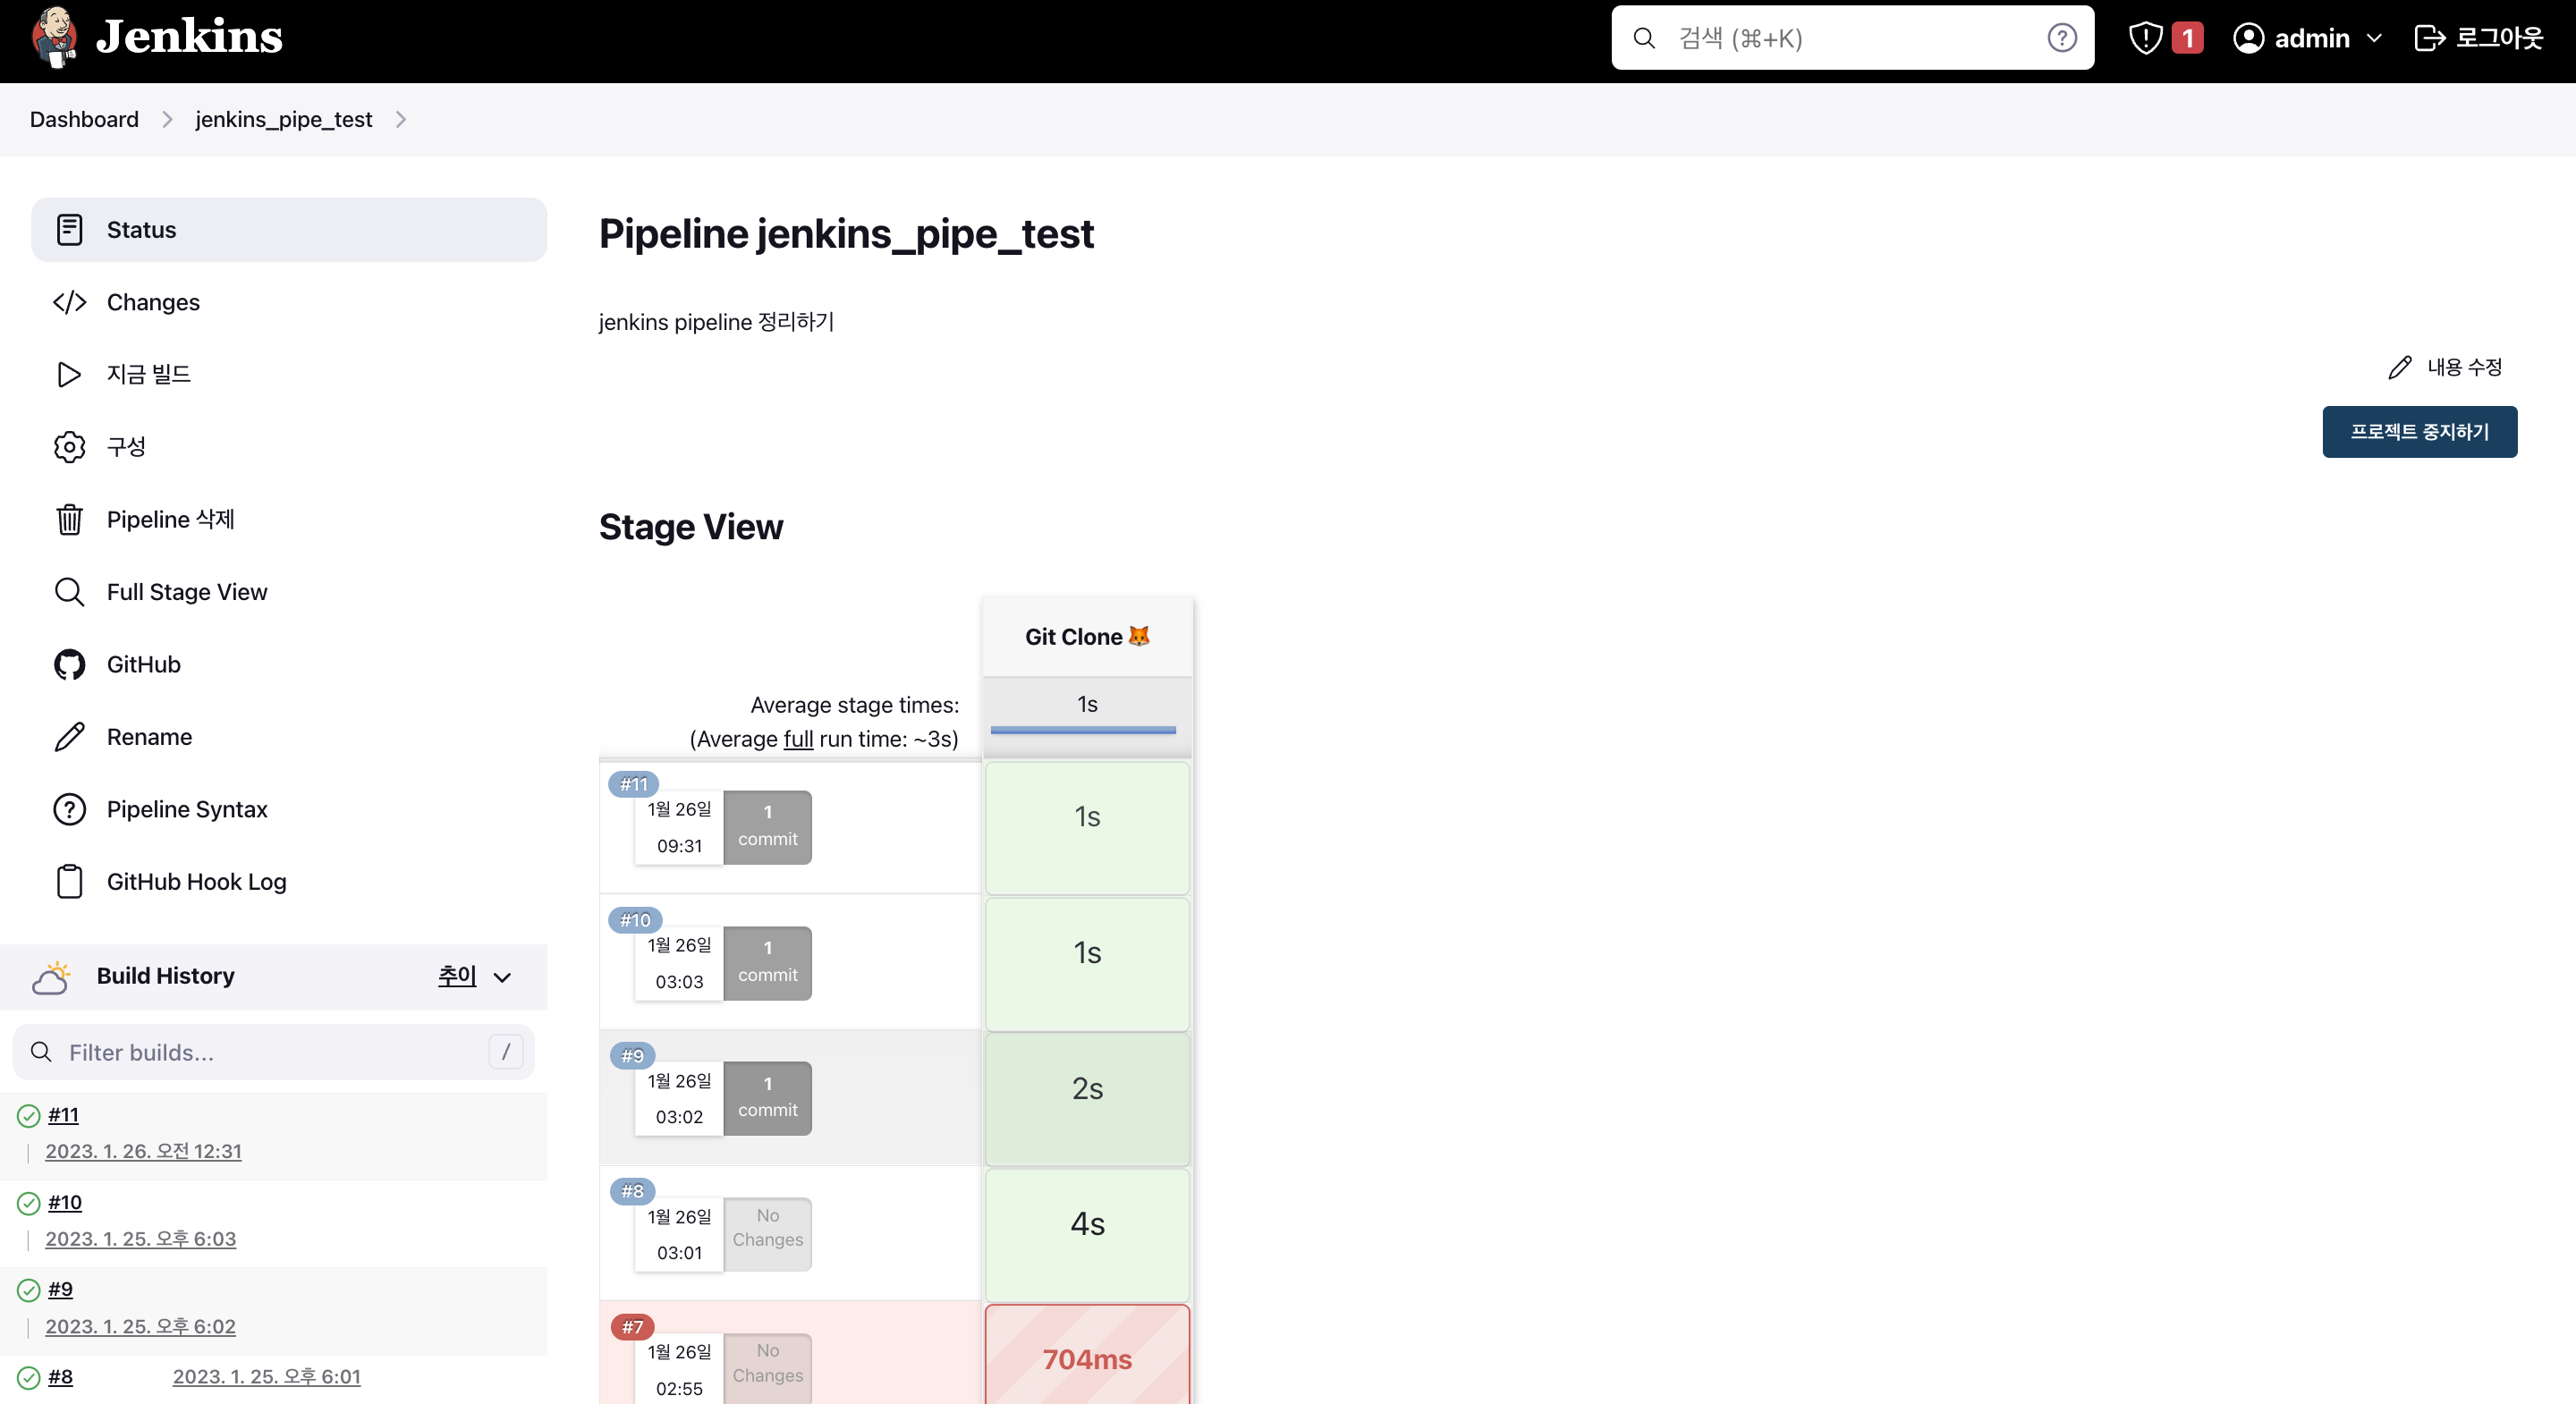 Jenkins
검색 (⌘+K)
1
admin
로그아웃
Dashboard
jenkins_pipe_test
Status
Changes
지금 빌드
구성
Pipeline 삭제
Full Stage View
GitHub
Rename
Pipeline Syntax
GitHub Hook Log
Build History
추이
Filter builds...
/
#11
2023. 1. 26. 오전 12:31
#10
2023. 1. 25. 오후 6:03
#9
2023. 1. 25. 오후 6:02
#8
2023. 1. 25. 오후 6:01
Pipeline jenkins_pipe_test
jenkins pipeline 정리하기
내용 수정
프로젝트 중지하기
Stage View
Git Clone 🦊
Average stage times:
1s
(Average full run time: ~3s)
#11
1월 26일
09:31
1
commit
1s
#10
1월 26일
03:03
1
commit
1s
#9
1월 26일
03:02
1
commit
2s
#8
1월 26일
03:01
No
Changes
4s
#7
1월 26일
02:55
No
Changes
704ms